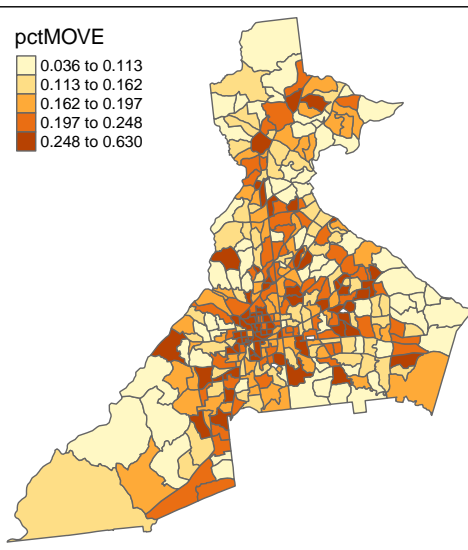 pctMOVE
0.036 to 0.113
0.113 to 0.162
0.162 to 0.197
0.197 to 0.248
0.248 to 0.630